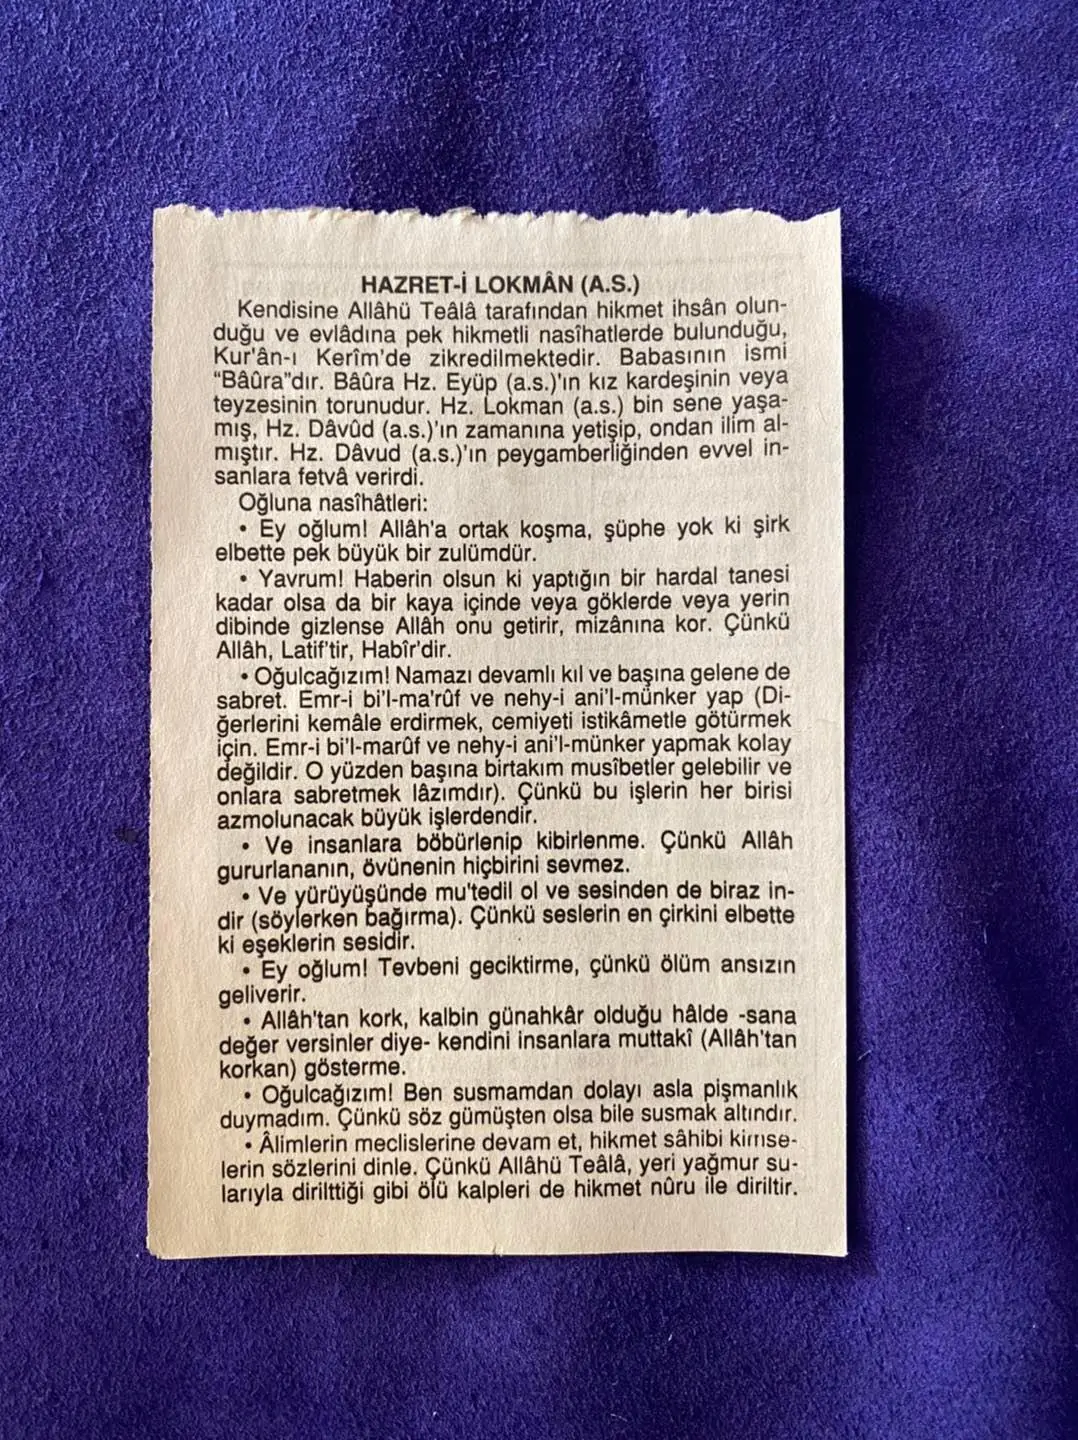 HAZRET-İ LOKMÂN (A.S.)
Kendisine Allâhü Teâlâ tarafından hikmet ihsân olun-
duğu ve evlâdına pek hikmetli nasîhatlerde bulunduğu,
Kur'ân-ı Kerîm'de zikredilmektedir. Babasının ismi
“Bâûra”dır. Bâûra Hz. Eyüp (a.s.)'ın kız kardeşinin veya
teyzesinin torunudur. Hz. Lokman (a.s.) bin sene yaşa-
mış, Hz. Dâvûd (a.s.)'ın zamanına yetişip, ondan ilim al-
mıştır. Hz. Dâvud (a.s.)'ın peygamberliğinden evvel in-
sanlara fetvâ verirdi.
Oğluna nasîhâtleri:
• Ey oğlum! Allâh'a ortak koşma, şüphe yok ki şirk
elbette pek büyük bir zulümdür.
• Yavrum! Haberin olsun ki yaptığın bir hardal tanesi
kadar olsa da bir kaya içinde veya göklerde veya yerin
dibinde gizlense Allâh onu getirir, mizânına kor. Çünkü
Allâh, Latif'tir, Habîr'dir.
• Oğulcağızım! Namazı devamlı kıl ve başına gelene de
sabret. Emr-i bi'l-ma'rûf ve nehy-i ani'l-münker yap (Di-
ğerlerini kemâle erdirmek, cemiyeti istikâmetle götürmek
için. Emr-i bi'l-marûf ve nehy-i ani'l-münker yapmak kolay
değildir. O yüzden başına birtakım musîbetler gelebilir ve
onlara sabretmek lâzımdır). Çünkü bu işlerin her birisi
azmolunacak büyük işlerdendir.
• Ve insanlara böbürlenip kibirlenme. Çünkü Allâh
gururlananın, övünenin hiçbirini sevmez.
• Ve yürüyüşünde mu'tedil ol ve sesinden de biraz in-
dir (söylerken bağırma). Çünkü seslerin en çirkini elbette
ki eşeklerin sesidir.
• Ey oğlum! Tevbeni geciktirme, çünkü ölüm ansızın
geliverir.
• Allâh'tan kork, kalbin günahkâr olduğu hâlde -sana
değer versinler diye- kendini insanlara muttakî (Allâh'tan
korkan) gösterme.
• Oğulcağızım! Ben susmamdan dolayı asla pişmanlık
duymadım. Çünkü söz gümüşten olsa bile susmak altındır.
• Âlimlerin meclislerine devam et, hikmet sâhibi kimse-
lerin sözlerini dinle. Çünkü Allâhü Teâlâ, yeri yağmur su-
larıyla dirilttiği gibi ölü kalpleri de hikmet nûru ile diriltir.